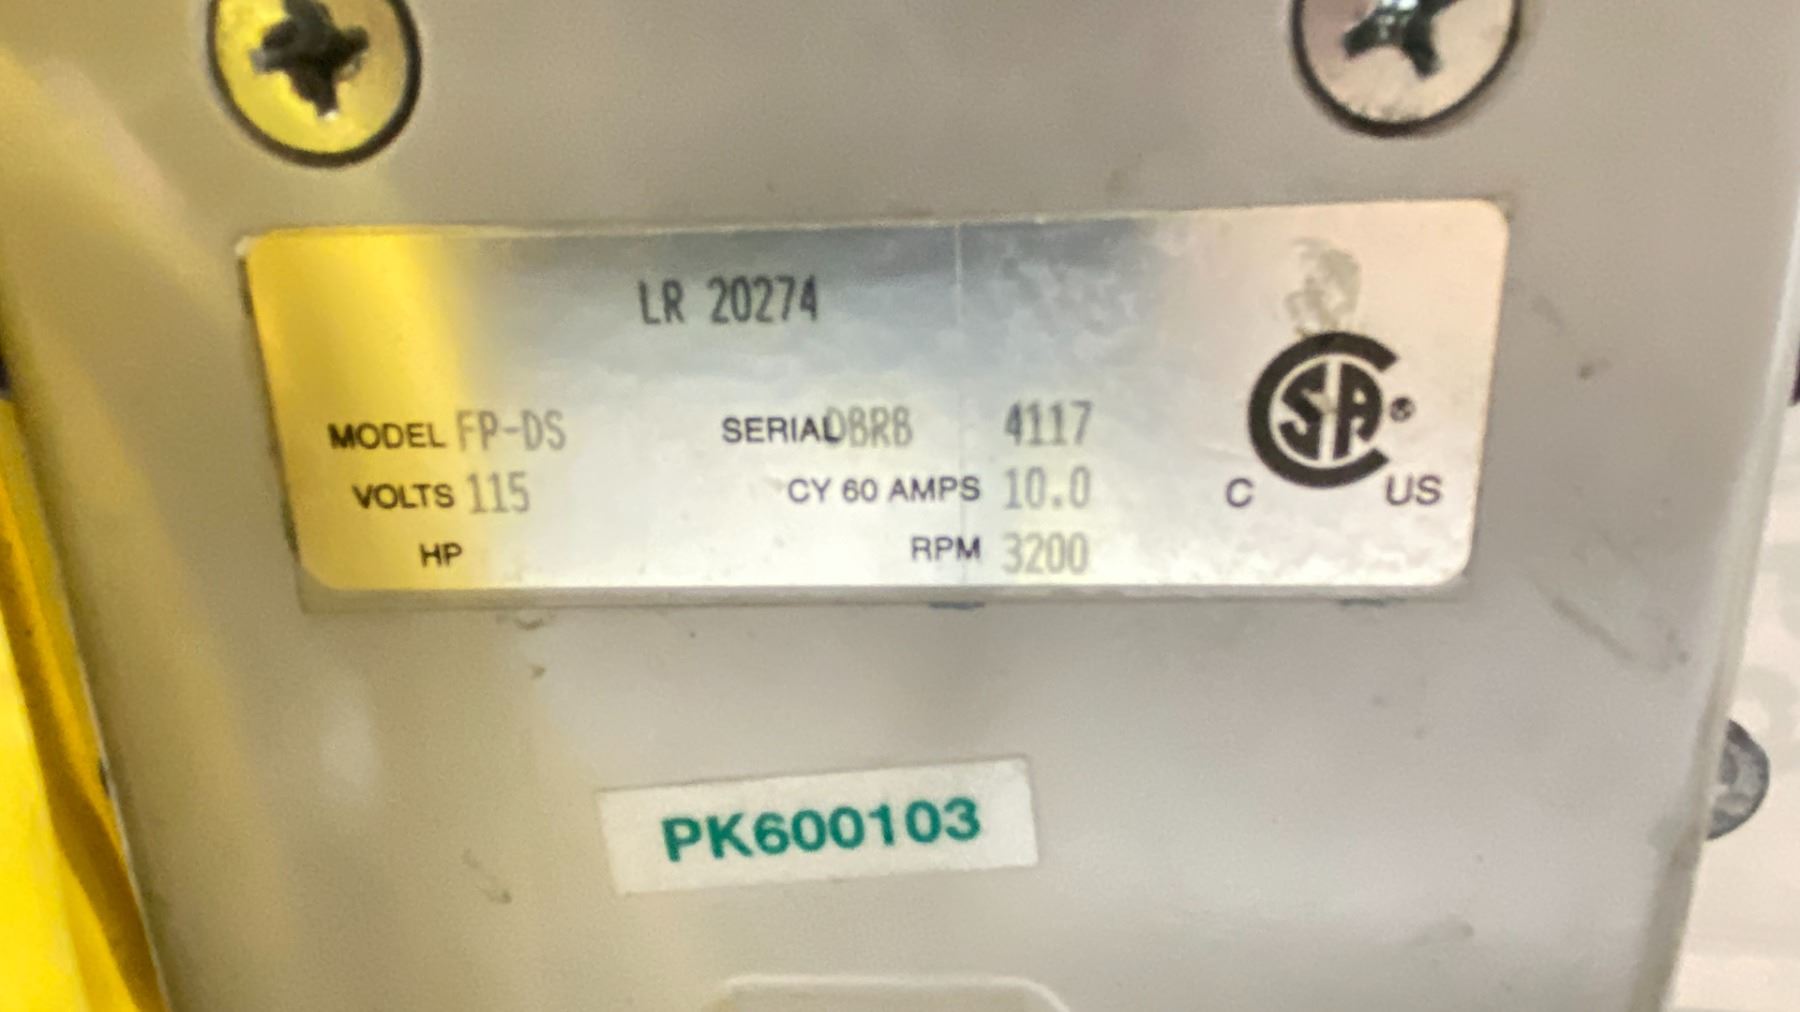 LR 20274
MODEL FP-DS SERIAL DBRB 4117
VOLTS 115 CY 60 AMPS 10.0
HP RPM 3200
SA®
C US
PK600103